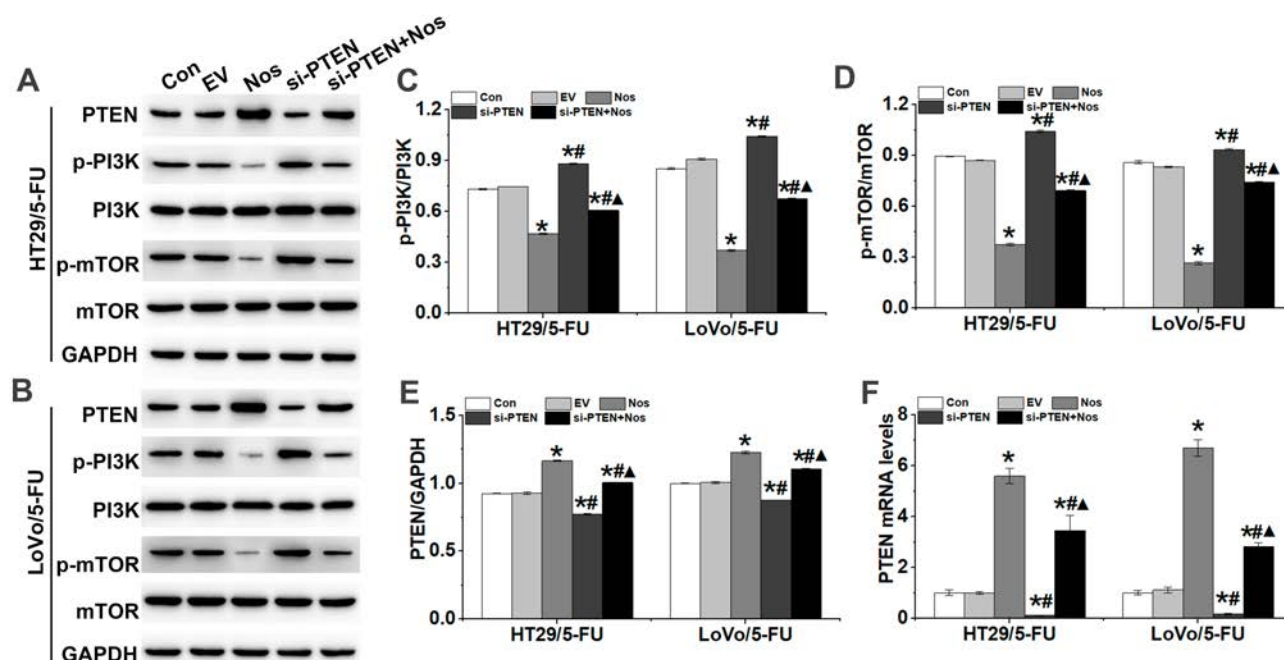 A
Con
EV
Nos
si-PTEN
si-PTEN+Nos
HT29/5-FU
PTEN
p-PI3K
PI3K
p-mTOR
mTOR
GAPDH
B
LoVo/5-FU
PTEN
p-PI3K
PI3K
p-mTOR
mTOR
GAPDH
C
Con EV Nos
si-PTEN si-PTEN+Nos
p-PI3K/PI3K
1.2
0.9
0.6
0.3
0.0
*
*#
*#▲
*
*#
*#▲
HT29/5-FU LoVo/5-FU
D
Con EV Nos
si-PTEN si-PTEN+Nos
p-mTOR/mTOR
1.2
0.9
0.6
0.3
0.0
*
*#
*#▲
*
*#
*#▲
HT29/5-FU LoVo/5-FU
E
Con EV Nos
si-PTEN si-PTEN+Nos
PTEN/GAPDH
1.5
1.0
0.5
0.0
*
*#
*#▲
*
*#
*#▲
HT29/5-FU LoVo/5-FU
F
Con EV Nos
si-PTEN si-PTEN+Nos
PTEN mRNA levels
8
6
4
2
0
*
*#
*#▲
*
*#
*#▲
HT29/5-FU LoVo/5-FU